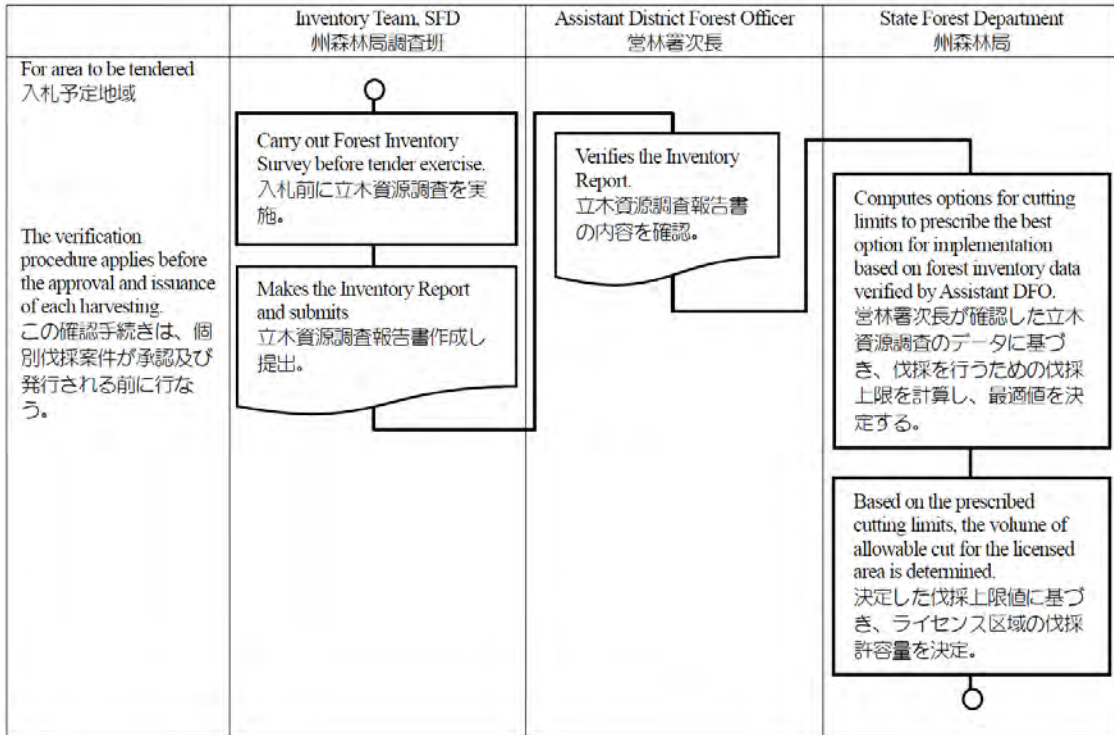 Inventory Team, SFD
州森林局調査班
Assistant District Forest Officer
営林署次長
State Forest Department
州森林局
For area to be tendered
入札予定地域
The verification
procedure applies before
the approval and issuance
of each harvesting.
この確認手続きは、個
別伐採案件が承認及び
発行される前に行な
う。
Carry out Forest Inventory
Survey before tender exercise.
入札前に立木資源調査を実
施。
Makes the Inventory Report
and submits
立木資源調査報告書作成し
提出。
Verifies the Inventory
Report.
立木資源調査報告書
の内容を確認。
Computes options for cutting
limits to prescribe the best
option for implementation
based on forest inventory data
verified by Assistant DFO.
営林署次長が確認した立木
資源調査のデータに基づ
き、伐採を行うための伐採
上限を計算し、最適値を決
定する。
Based on the prescribed
cutting limits, the volume of
allowable cut for the licensed
area is determined.
決定した伐採上限値に基づ
き、ライセンス区域の伐採
許容量を決定。